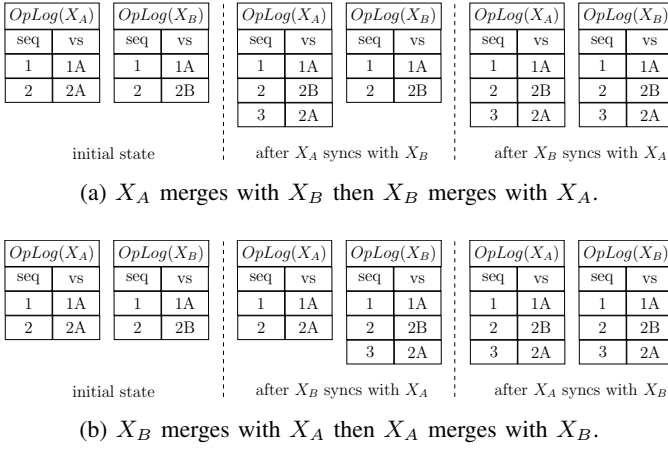 OpLog(X_A) OpLog(X_B) OpLog(X_A) OpLog(X_B) OpLog(X_A) OpLog(X_B)
seq vs seq vs seq vs seq vs seq vs seq vs
1 1A 1 1A 1 1A 1 1A 1 1A 1 1A
2 2A 2 2B 2 2B 2 2B 2 2B 2 2B
3 2A 3 2A 3 2A
initial state after X_A syncs with X_B after X_B syncs with X_A
(a) X_A merges with X_B then X_B merges with X_A.
OpLog(X_A) OpLog(X_B) OpLog(X_A) OpLog(X_B) OpLog(X_A) OpLog(X_B)
seq vs seq vs seq vs seq vs seq vs seq vs
1 1A 1 1A 1 1A 1 1A 1 1A 1 1A
2 2A 2 2B 2 2A 2 2B 2 2B 2 2B
3 2A 3 2A 3 2A
initial state after X_B syncs with X_A after X_A syncs with X_B
(b) X_B merges with X_A then X_A merges with X_B.